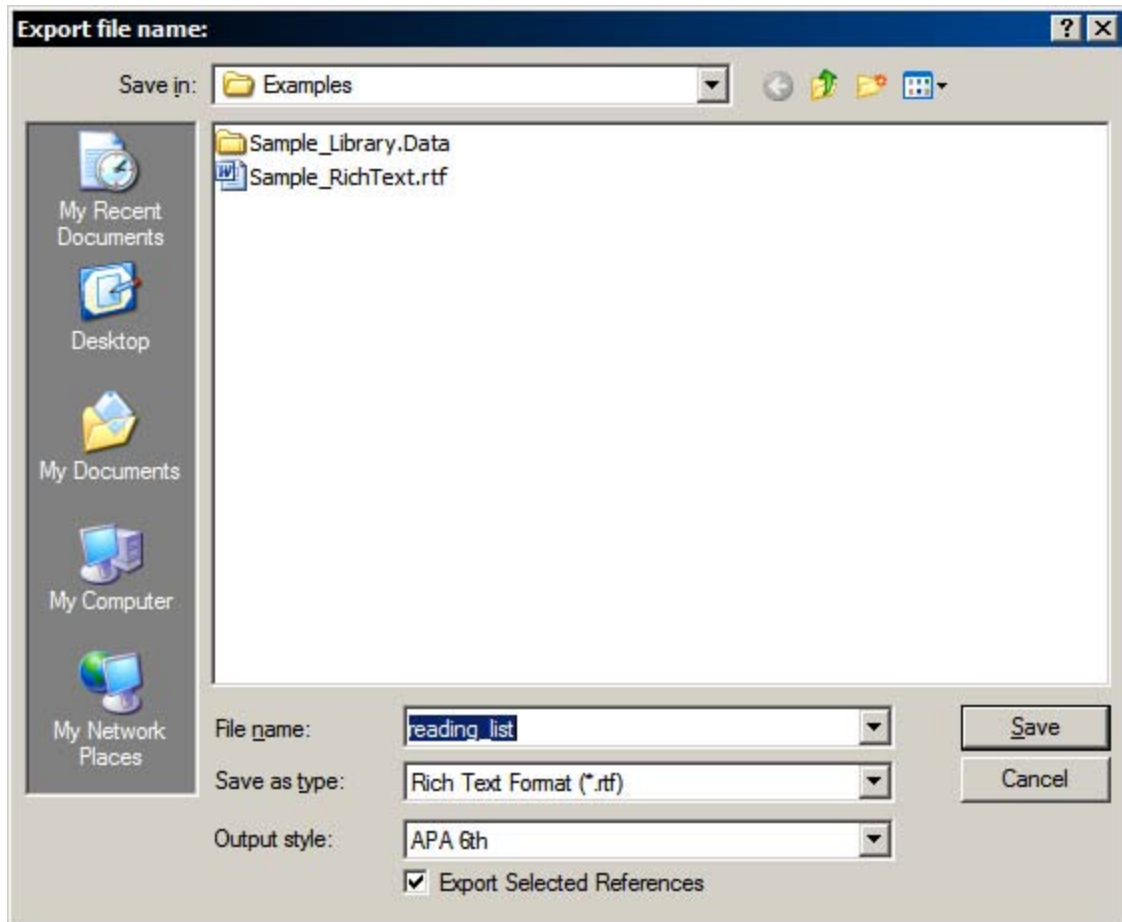 Export file name:
Save in:
Examples
Sample_Library.Data
Sample_RichText.rtf
My Recent
Documents
Desktop
My Documents
My Computer
My Network
Places
File name:
reading_list
Save
Save as type:
Rich Text Format (*.rtf)
Cancel
Output style:
APA 6th
Export Selected References